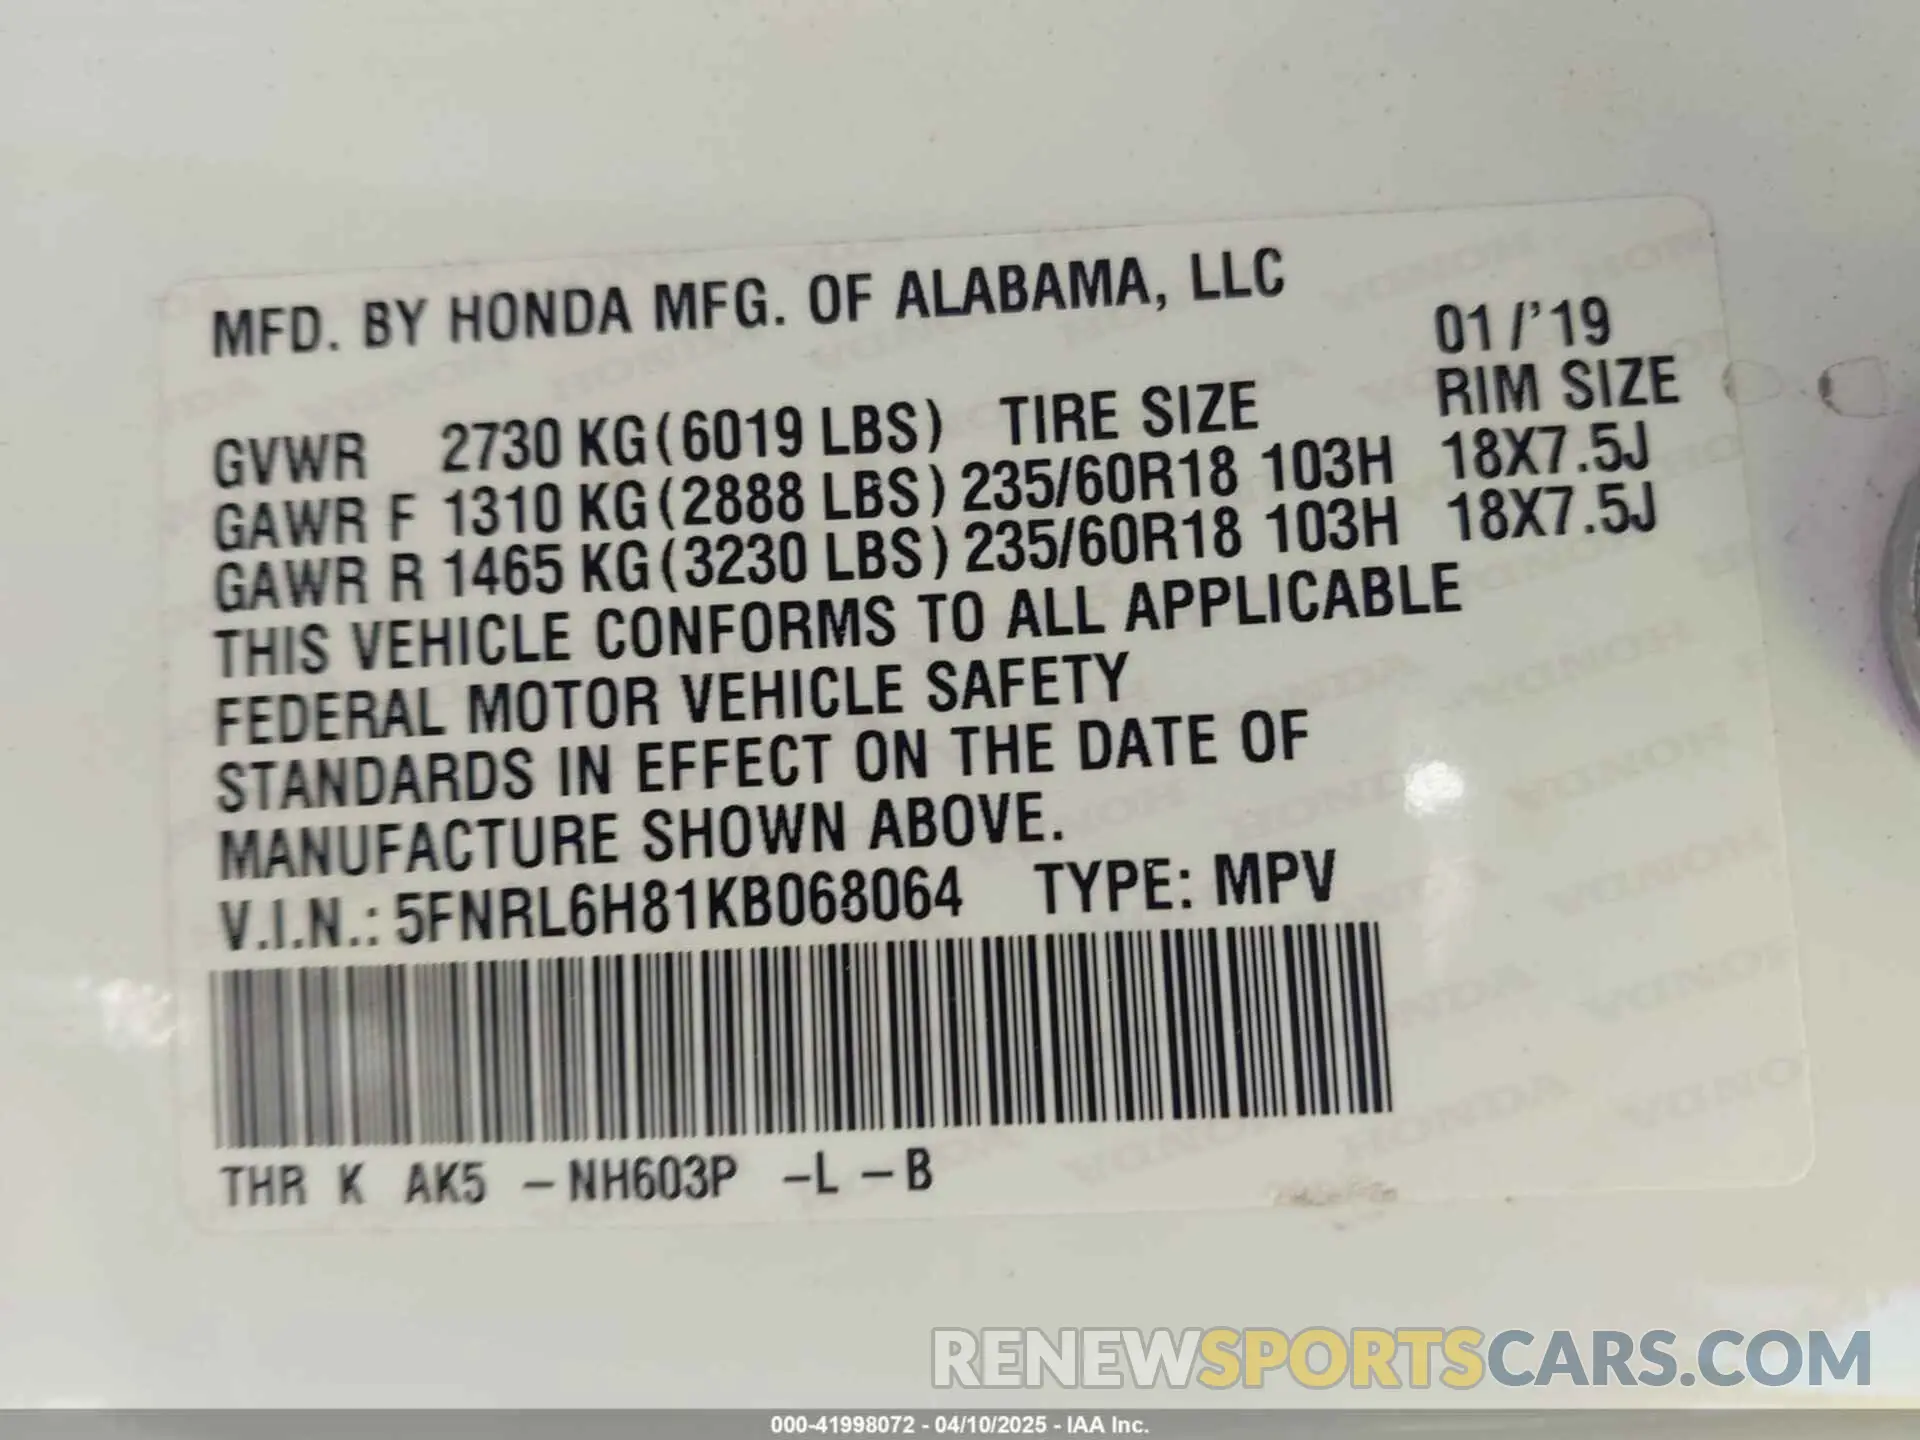 MFD. BY HONDA MFG. OF ALABAMA, LLC
01/'19
GVWR 2730 KG(6019 LBS) TIRE SIZE RIM SIZE
GAWR F 1310 KG(2888 LBS) 235/60R18 103H 18X7.5J
GAWR R 1465 KG(3230 LBS) 235/60R18 103H 18X7.5J
THIS VEHICLE CONFORMS TO ALL APPLICABLE
FEDERAL MOTOR VEHICLE SAFETY
STANDARDS IN EFFECT ON THE DATE OF
MANUFACTURE SHOWN ABOVE.
V.I.N.: 5FNRL6H81KB068064 TYPE: MPV
THR K AK5 -NH603P -L -B
RENEWSPORTSCARS.COM
000-41998072 - 04/10/2025 - IAA Inc.